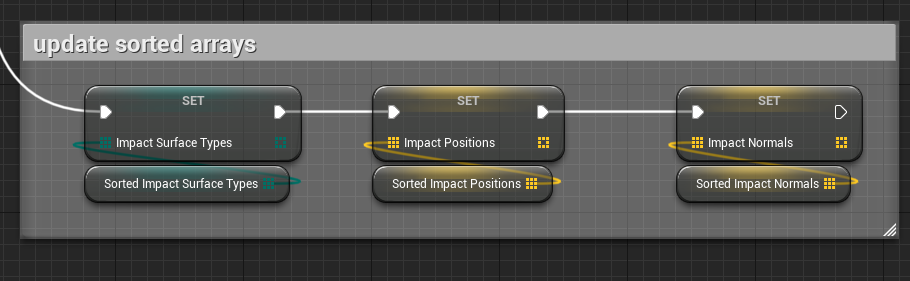 update sorted arrays
SET
Impact Surface Types
Sorted Impact Surface Types
SET
Impact Positions
Sorted Impact Positions
SET
Impact Normals
Sorted Impact Normals